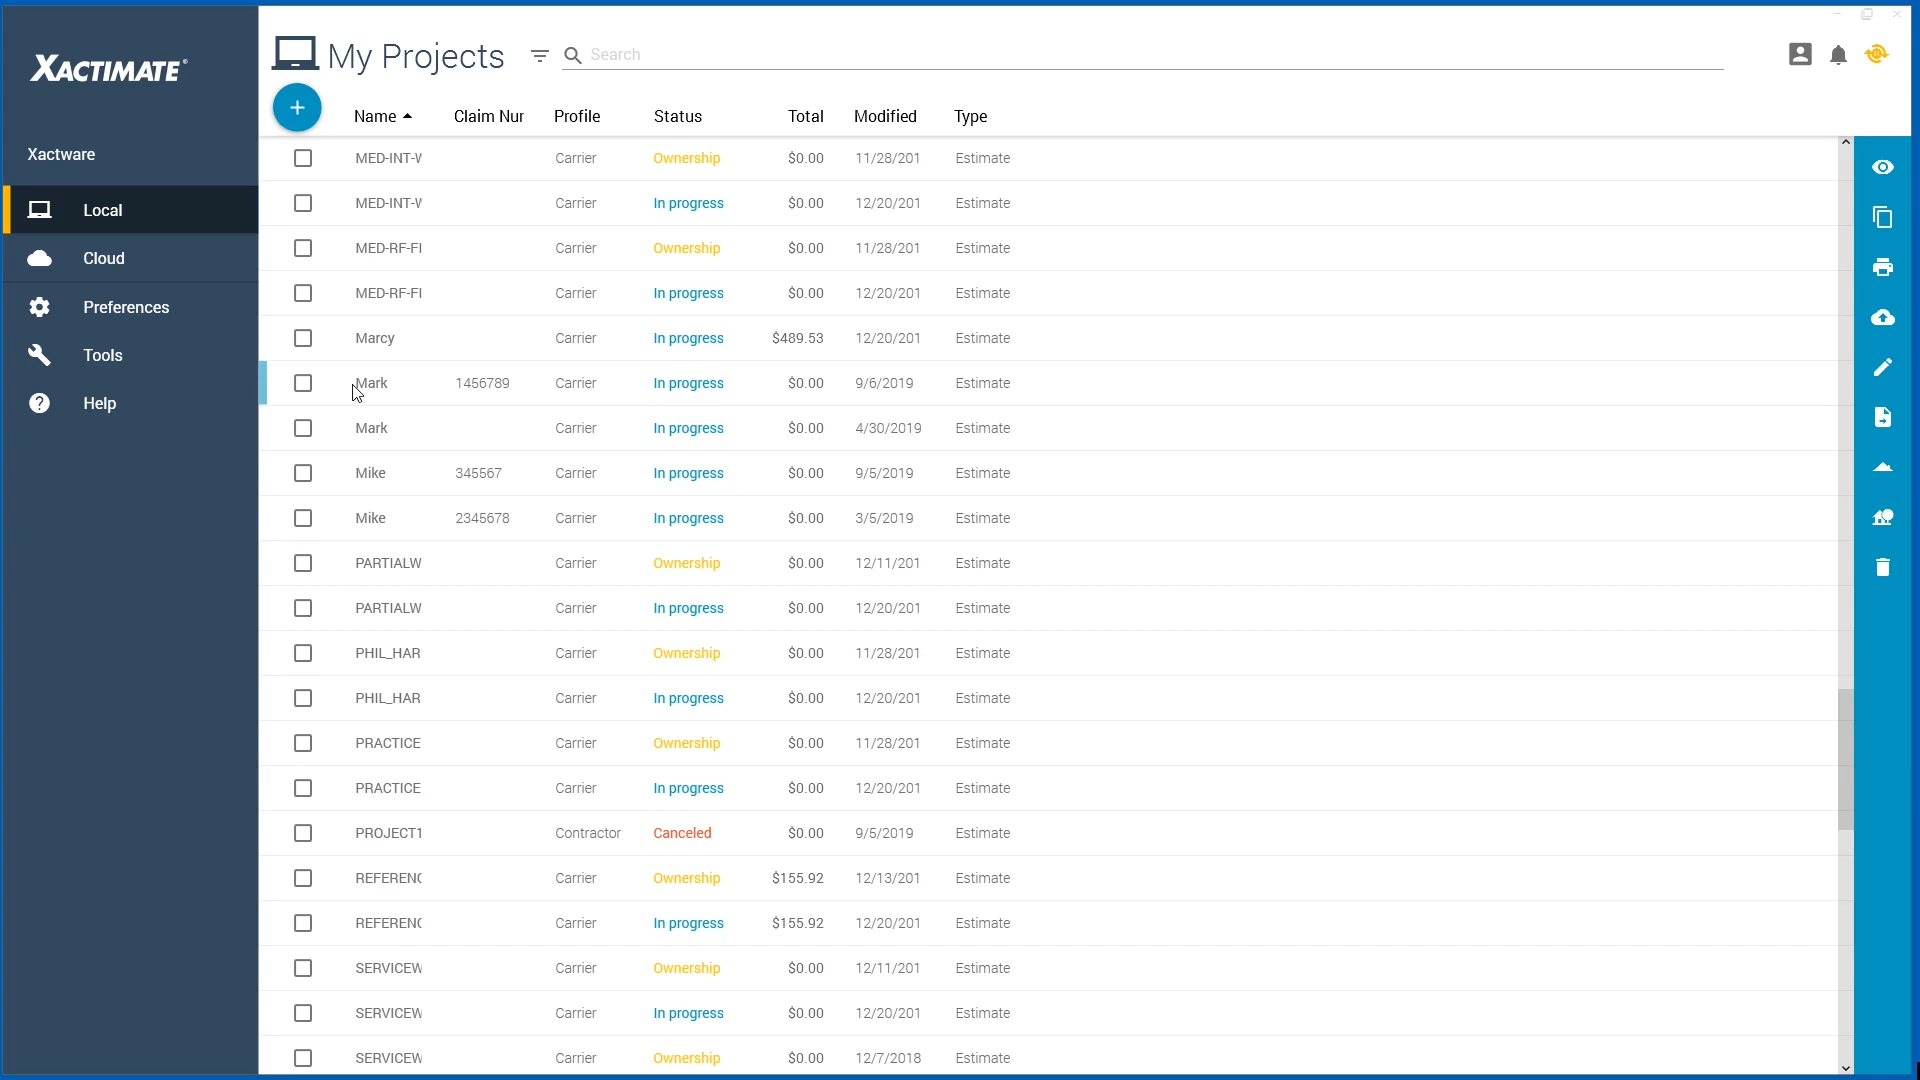 XACTIMATE®
My Projects
Search
Name Claim Nur Profile Status Total Modified Type
Xactware
Local
Cloud
Preferences
Tools
Help
MED-INT-W Carrier Ownership $0.00 11/28/201 Estimate
MED-INT-W Carrier In progress $0.00 12/20/201 Estimate
MED-RF-FI Carrier Ownership $0.00 11/28/201 Estimate
MED-RF-FI Carrier In progress $0.00 12/20/201 Estimate
Marcy Carrier In progress $489.53 12/20/201 Estimate
Mark 1456789 Carrier In progress $0.00 9/6/2019 Estimate
Mark Carrier In progress $0.00 4/30/2019 Estimate
Mike 345567 Carrier In progress $0.00 9/5/2019 Estimate
Mike 2345678 Carrier In progress $0.00 3/5/2019 Estimate
PARTIALW Carrier Ownership $0.00 12/11/201 Estimate
PARTIALW Carrier In progress $0.00 12/20/201 Estimate
PHIL_HAR Carrier Ownership $0.00 11/28/201 Estimate
PHIL_HAR Carrier In progress $0.00 12/20/201 Estimate
PRACTICE Carrier Ownership $0.00 11/28/201 Estimate
PRACTICE Carrier In progress $0.00 12/20/201 Estimate
PROJECT1 Contractor Canceled $0.00 9/5/2019 Estimate
REFERENC Carrier Ownership $155.92 12/13/201 Estimate
REFERENC Carrier In progress $155.92 12/20/201 Estimate
SERVICEW Carrier Ownership $0.00 12/11/201 Estimate
SERVICEW Carrier In progress $0.00 12/20/201 Estimate
SERVICEW Carrier Ownership $0.00 12/7/2018 Estimate